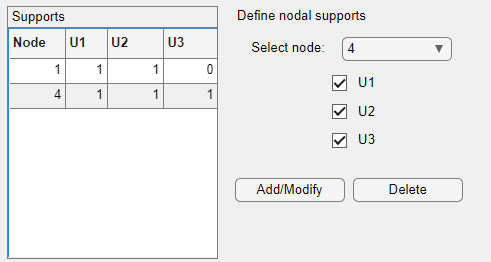 Supports
Node U1 U2 U3
1 1 1 0
4 1 1 1
Define nodal supports
Select node: 4
U1
U2
U3
Add/Modify Delete